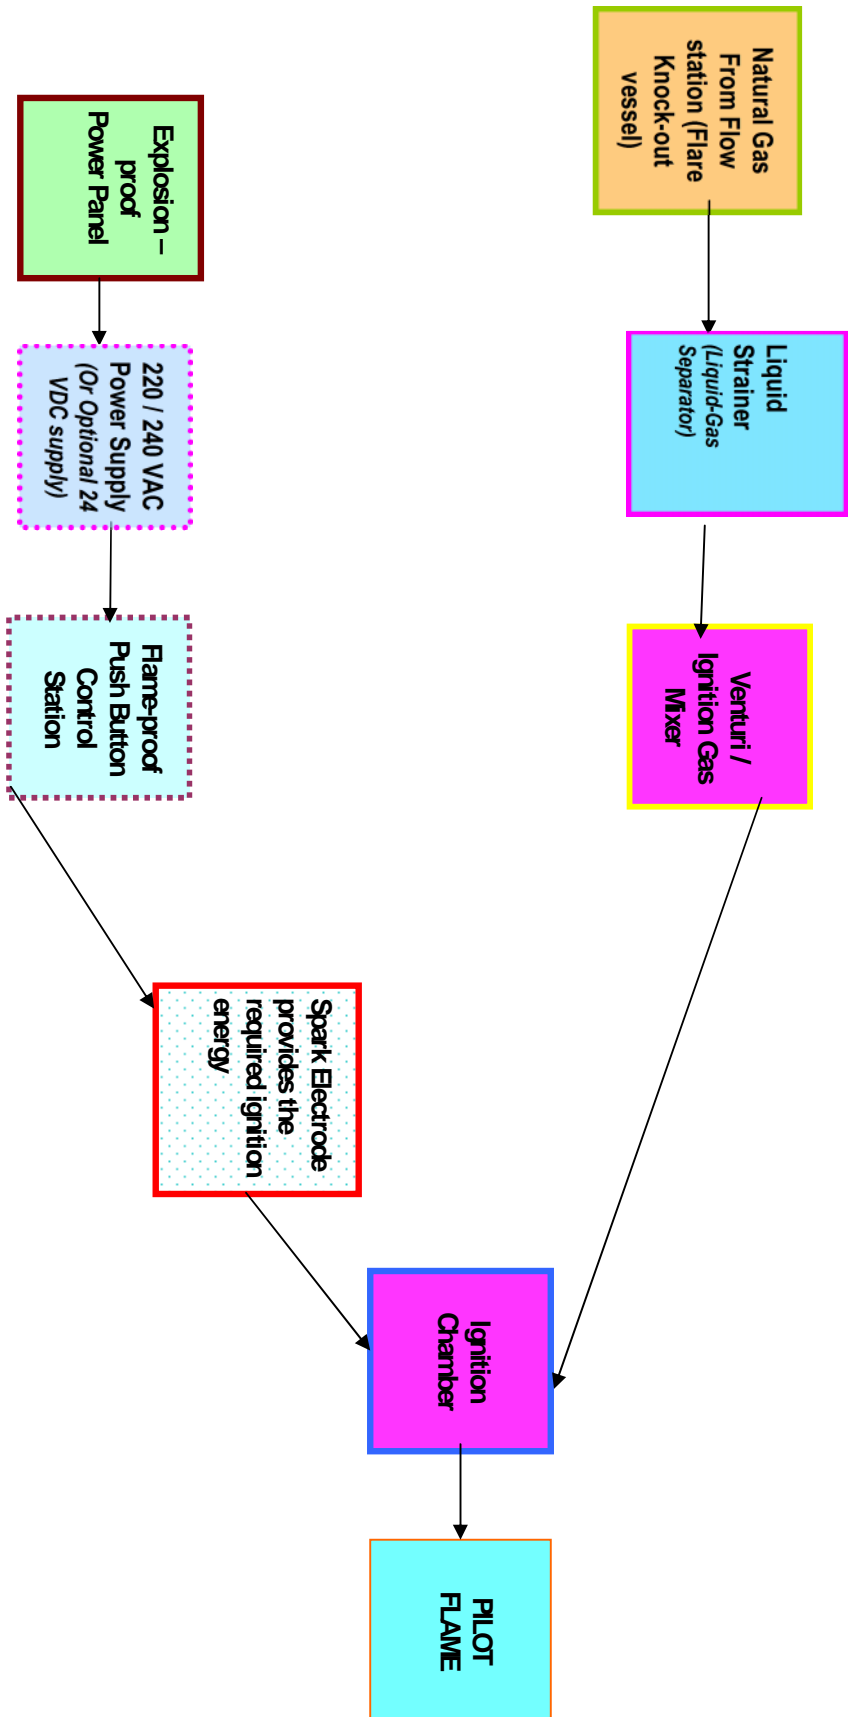 Natural Gas
From Flow
station (Flare
Knock-out
vessel)
Liquid
Strainer
(Liquid-Gas
Separator)
Venturi /
Ignition Gas
Mixer
Explosion –
proof
Power Panel
220 / 240 VAC
Power Supply
(Or Optional 24
VDC supply)
Flame-proof
Push Button
Control
Station
Spark Electrode
provides the
required ignition
energy
Ignition
Chamber
PILOT
FLAME